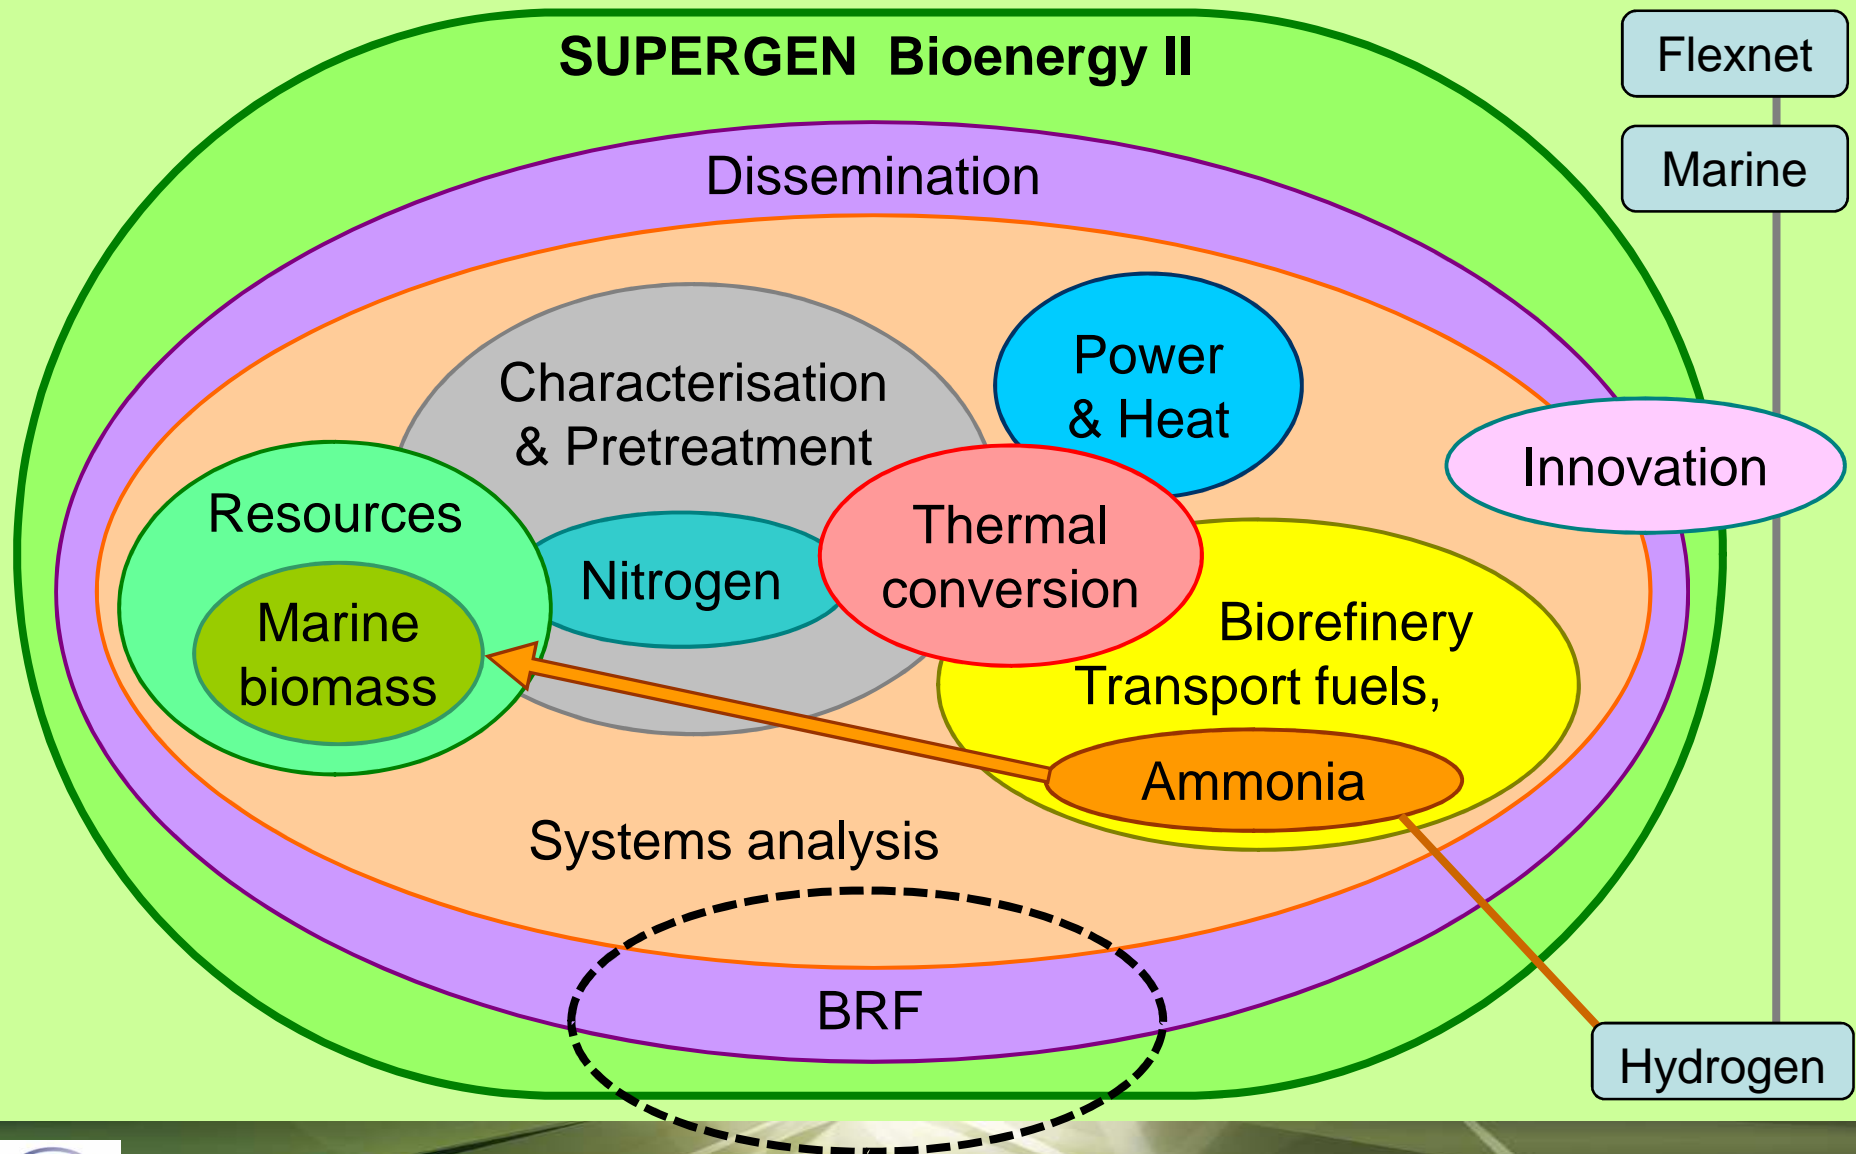 SUPERGEN Bioenergy II
Flexnet
Marine
Dissemination
Power
& Heat
Characterisation
& Pretreatment
Innovation
Resources
Thermal
conversion
Nitrogen
Marine
biomass
Biorefinery
Transport fuels,
Ammonia
Systems analysis
BRF
Hydrogen